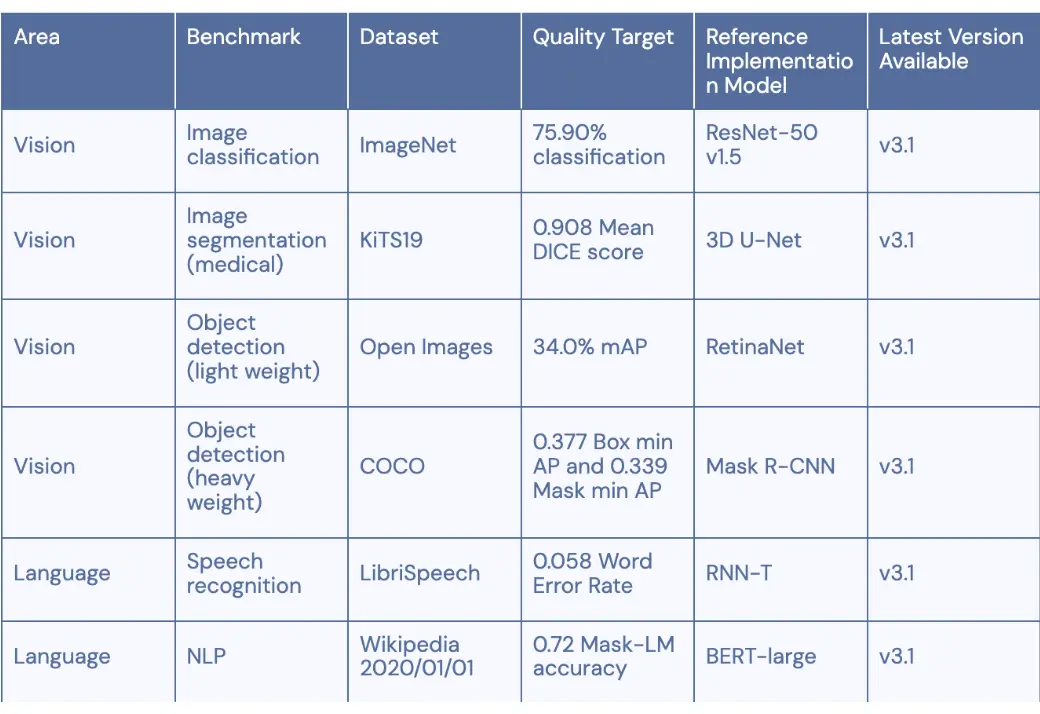 Area
Benchmark
Dataset
Quality Target
Reference
Implementatio
n Model
Latest Version
Available
Vision
Image
classification
ImageNet
75.90%
classification
ResNet-50
v1.5
v3.1
Vision
Image
segmentation
(medical)
KiTS19
0.908 Mean
DICE score
3D U-Net
v3.1
Vision
Object
detection
(light weight)
Open Images
34.0% mAP
RetinaNet
v3.1
Vision
Object
detection
(heavy
weight)
COCO
0.377 Box min
AP and 0.339
Mask min AP
Mask R-CNN
v3.1
Language
Speech
recognition
LibriSpeech
0.058 Word
Error Rate
RNN-T
v3.1
Language
NLP
Wikipedia
2020/01/01
0.72 Mask-LM
accuracy
BERT-large
v3.1